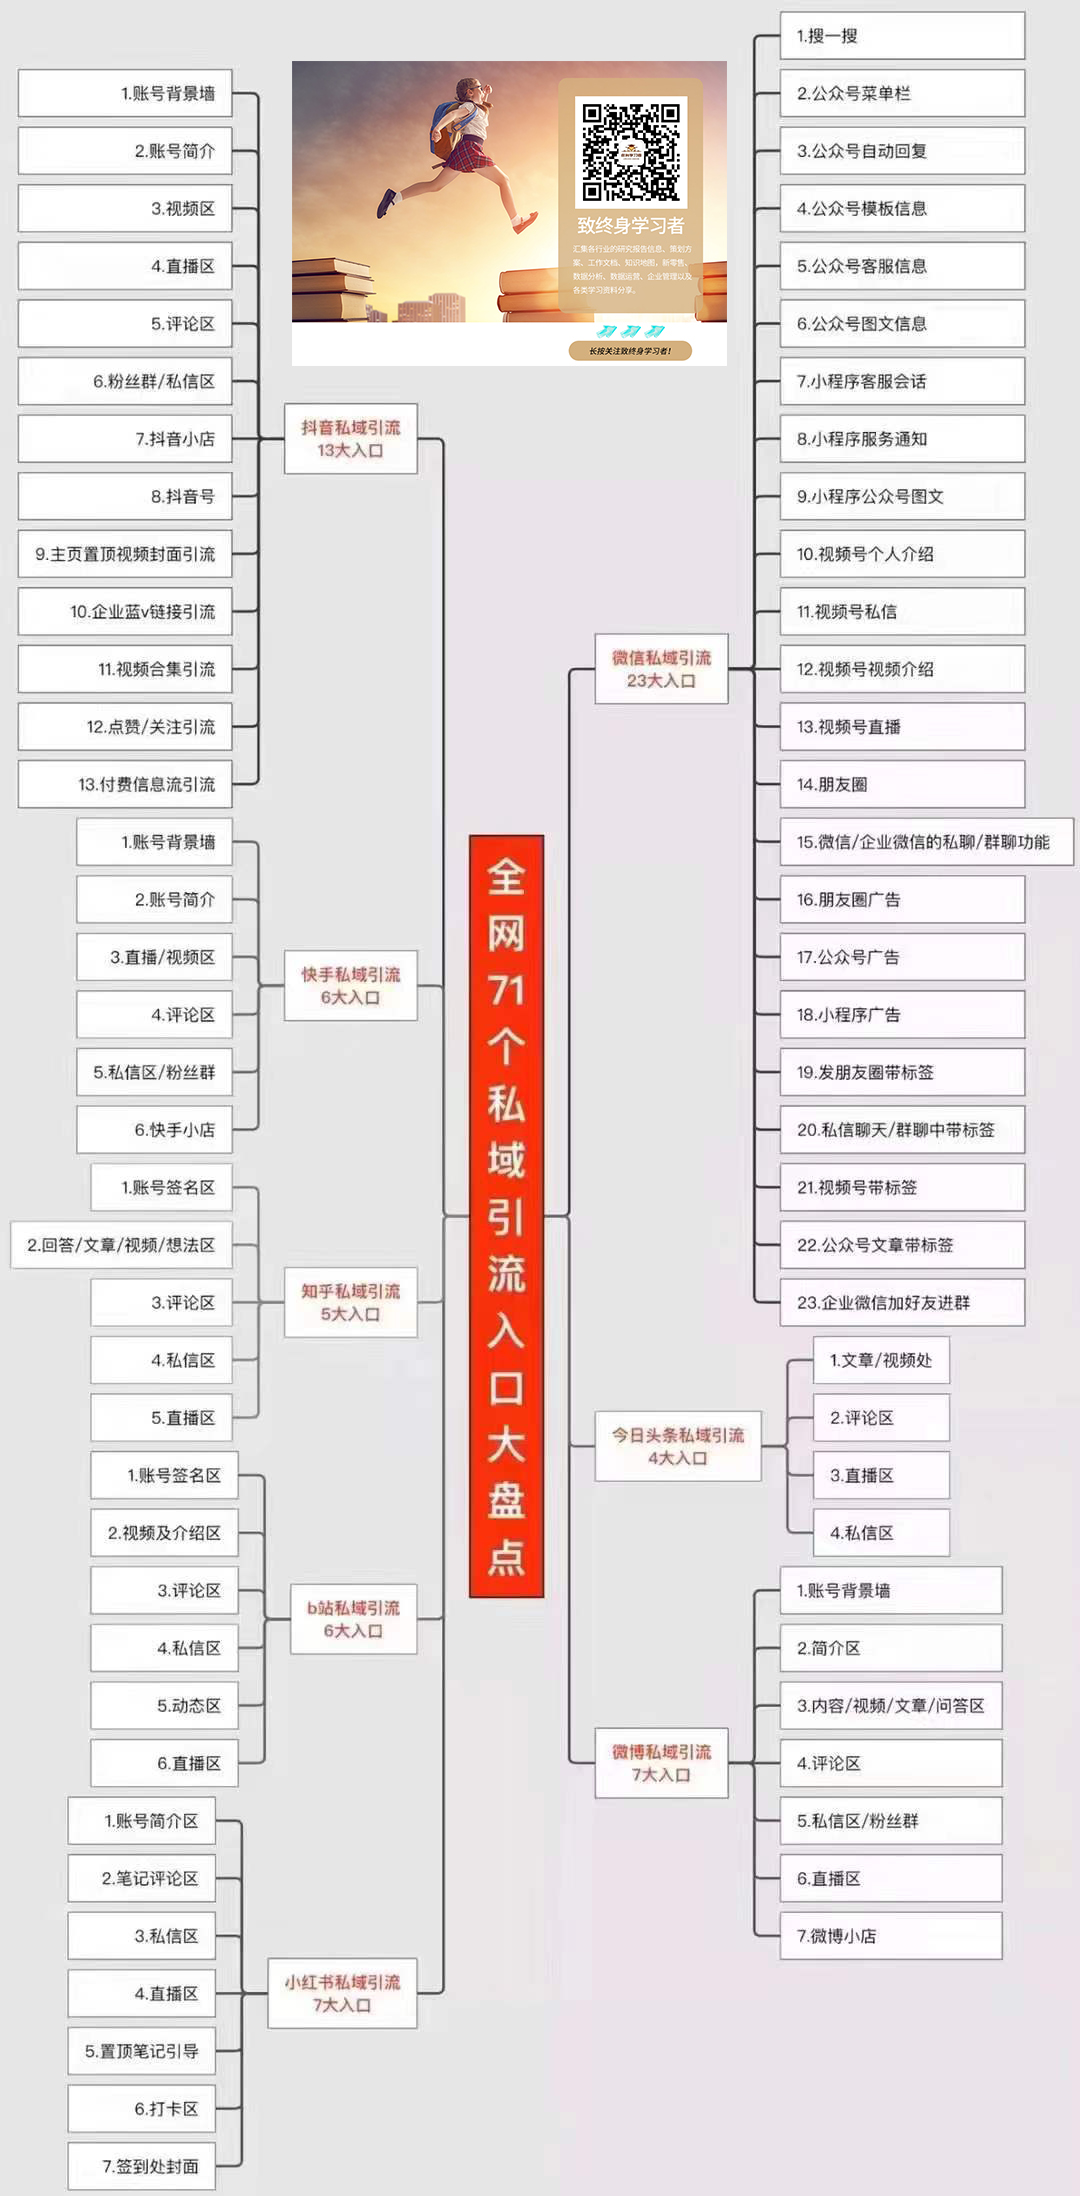 全网71个私域引流入口大盘点
抖音私域引流
13大入口
1.账号背景墙
2.账号简介
3.视频区
4.直播区
5.评论区
6.粉丝群/私信区
7.抖音小店
8.抖音号
9.主页置顶视频封面引流
10.企业蓝v链接引流
11.视频合集引流
12.点赞/关注引流
13.付费信息流引流
快手私域引流
6大入口
1.账号背景墙
2.账号简介
3.直播/视频区
4.评论区
5.私信区/粉丝群
6.快手小店
知乎私域引流
5大入口
1.账号签名区
2.回答/文章/视频/想法区
3.评论区
4.私信区
5.直播区
b站私域引流
6大入口
1.账号签名区
2.视频及介绍区
3.评论区
4.私信区
5.动态区
6.直播区
小红书私域引流
7大入口
1.账号简介区
2.笔记评论区
3.私信区
4.直播区
5.置顶笔记引导
6.打卡区
7.签到处封面
致终身学习者
汇集各行业的研究报告信息、策划方
案、工作文档、知识地图，新零售、
数据分析、数据运营、企业管理以及
各类学习资料分享。
长按关注致终身学习者！
微信私域引流
23大入口
1.搜一搜
2.公众号菜单栏
3.公众号自动回复
4.公众号模板信息
5.公众号客服信息
6.公众号图文信息
7.小程序客服会话
8.小程序服务通知
9.小程序公众号图文
10.视频号个人介绍
11.视频号私信
12.视频号视频介绍
13.视频号直播
14.朋友圈
15.微信/企业微信的私聊/群聊功能
16.朋友圈广告
17.公众号广告
18.小程序广告
19.发朋友圈带标签
20.私信聊天/群聊中带标签
21.视频号带标签
22.公众号文章带标签
23.企业微信加好友进群
今日头条私域引流
4大入口
1.文章/视频处
2.评论区
3.直播区
4.私信区
微博私域引流
7大入口
1.账号背景墙
2.简介区
3.内容/视频/文章/问答区
4.评论区
5.私信区/粉丝群
6.直播区
7.微博小店